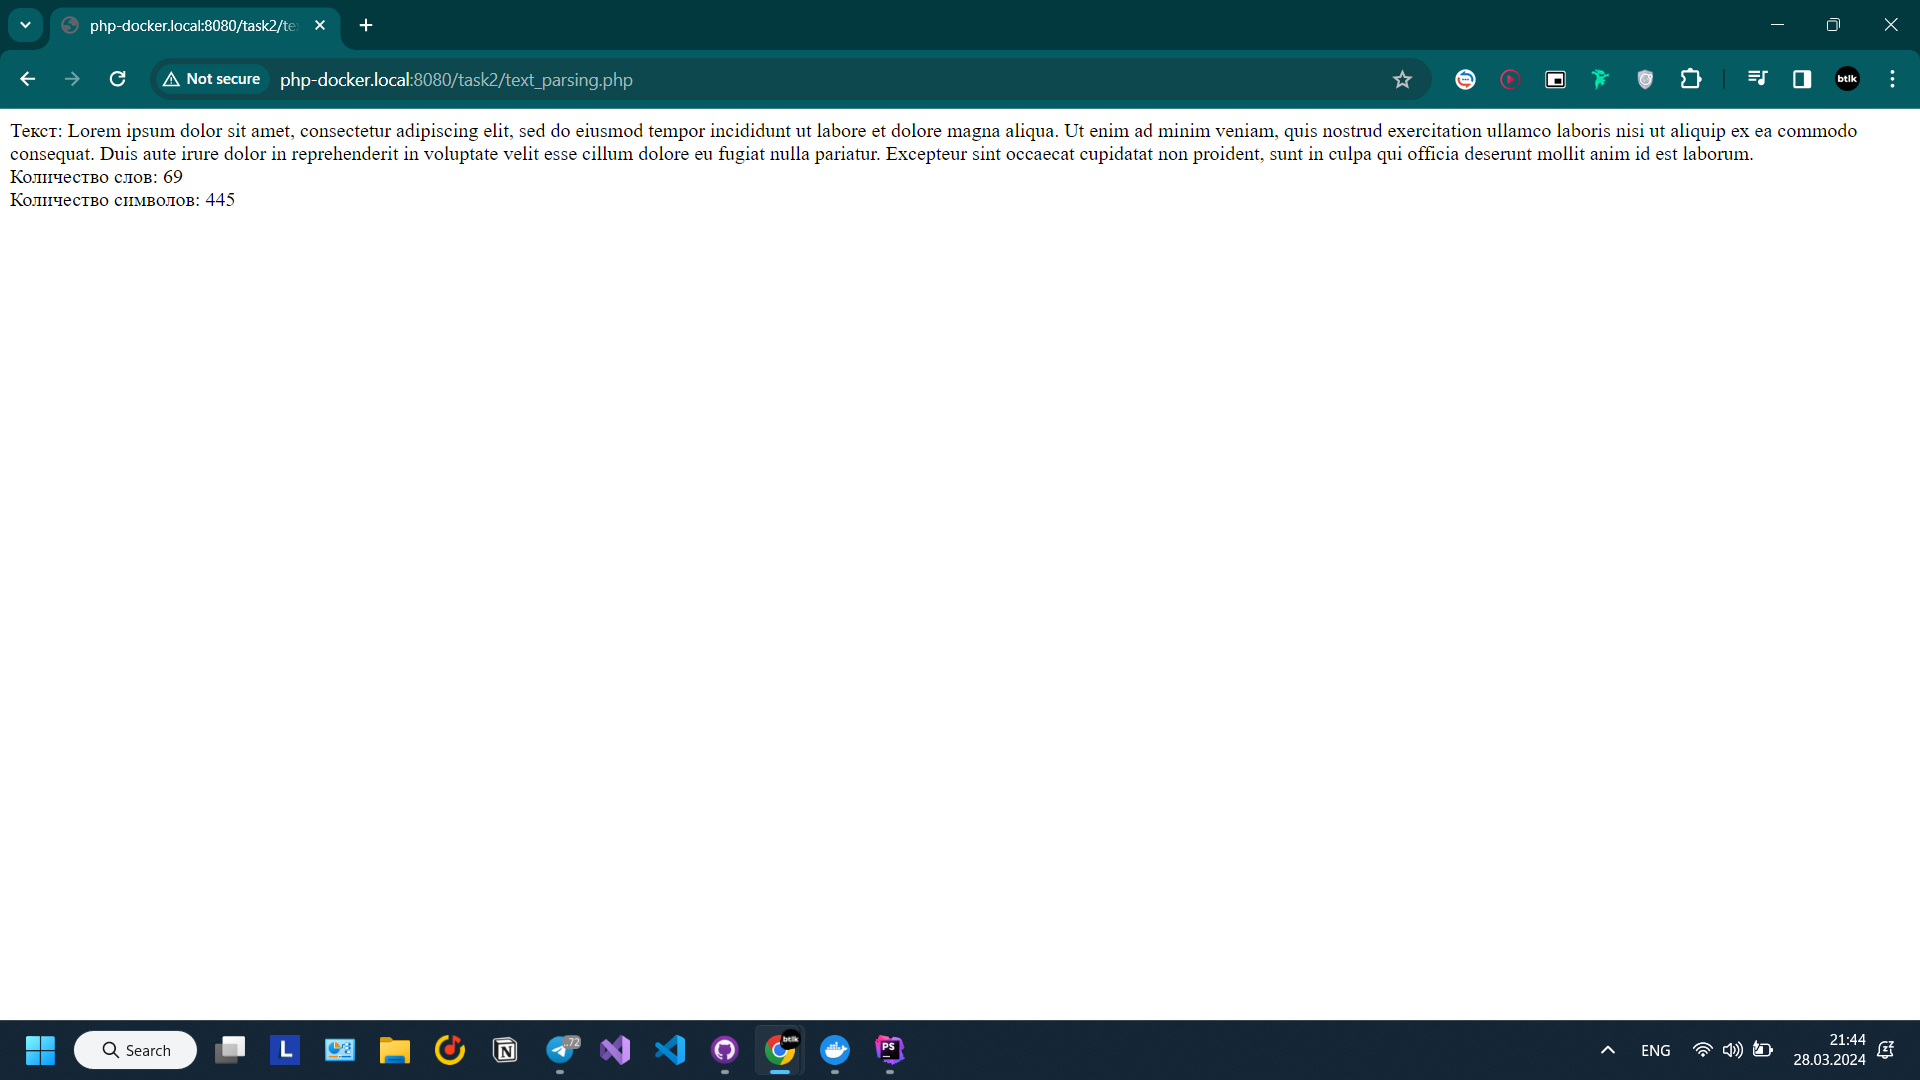 php-docker.local:8080/task2/te
Not secure
php-docker.local:8080/task2/text_parsing.php
btlk
Текст: Lorem ipsum dolor sit amet, consectetur adipiscing elit, sed do eiusmod tempor incididunt ut labore et dolore magna aliqua. Ut enim ad minim veniam, quis nostrud exercitation ullamco laboris nisi ut aliquip ex ea commodo
consequat. Duis aute irure dolor in reprehenderit in voluptate velit esse cillum dolore eu fugiat nulla pariatur. Excepteur sint occaecat cupidatat non proident, sunt in culpa qui officia deserunt mollit anim id est laborum.
Количество слов: 69
Количество символов: 445
Search
L
N
72
btlk
PS
ENG
21:44
28.03.2024